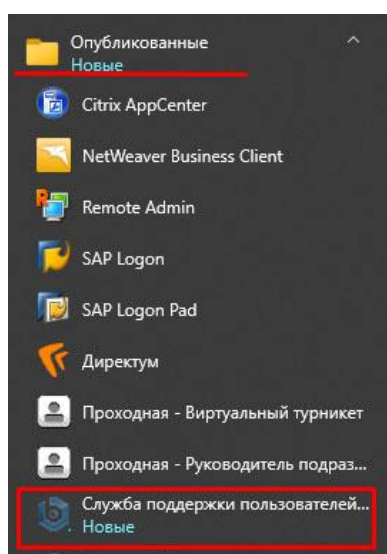 Опубликованные
Новые
Citrix AppCenter
NetWeaver Business Client
Remote Admin
SAP Logon
SAP Logon Pad
Директум
Проходная - Виртуальный турникет
Проходная - Руководитель подраз...
Служба поддержки пользователей...
Новые